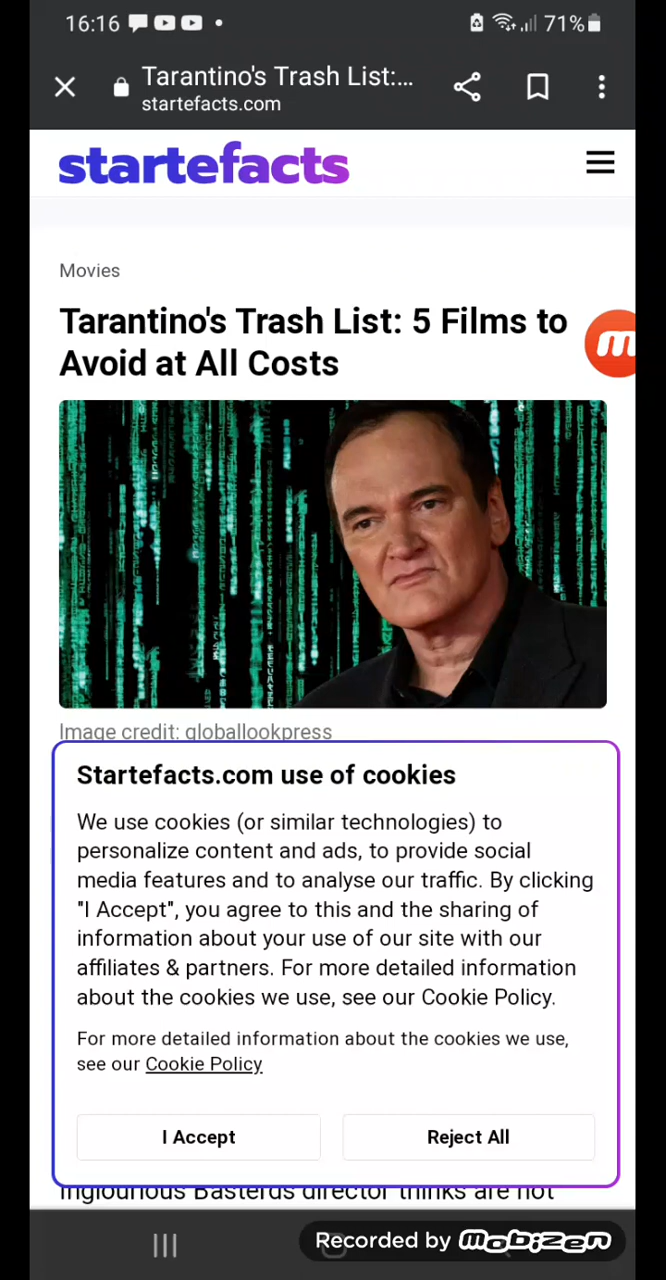 16:16 71%
Tarantino's Trash List:...
startefacts.com
startefacts
Movies
Tarantino's Trash List: 5 Films to
Avoid at All Costs
m
Image credit: globallookpress
Startefacts.com use of cookies
We use cookies (or similar technologies) to
personalize content and ads, to provide social
media features and to analyse our traffic. By clicking
"I Accept", you agree to this and the sharing of
information about your use of our site with our
affiliates & partners. For more detailed information
about the cookies we use, see our Cookie Policy.
For more detailed information about the cookies we use,
see our Cookie Policy
I Accept Reject All
Inglourious Basterds director thinks are not
Recorded by mobizen